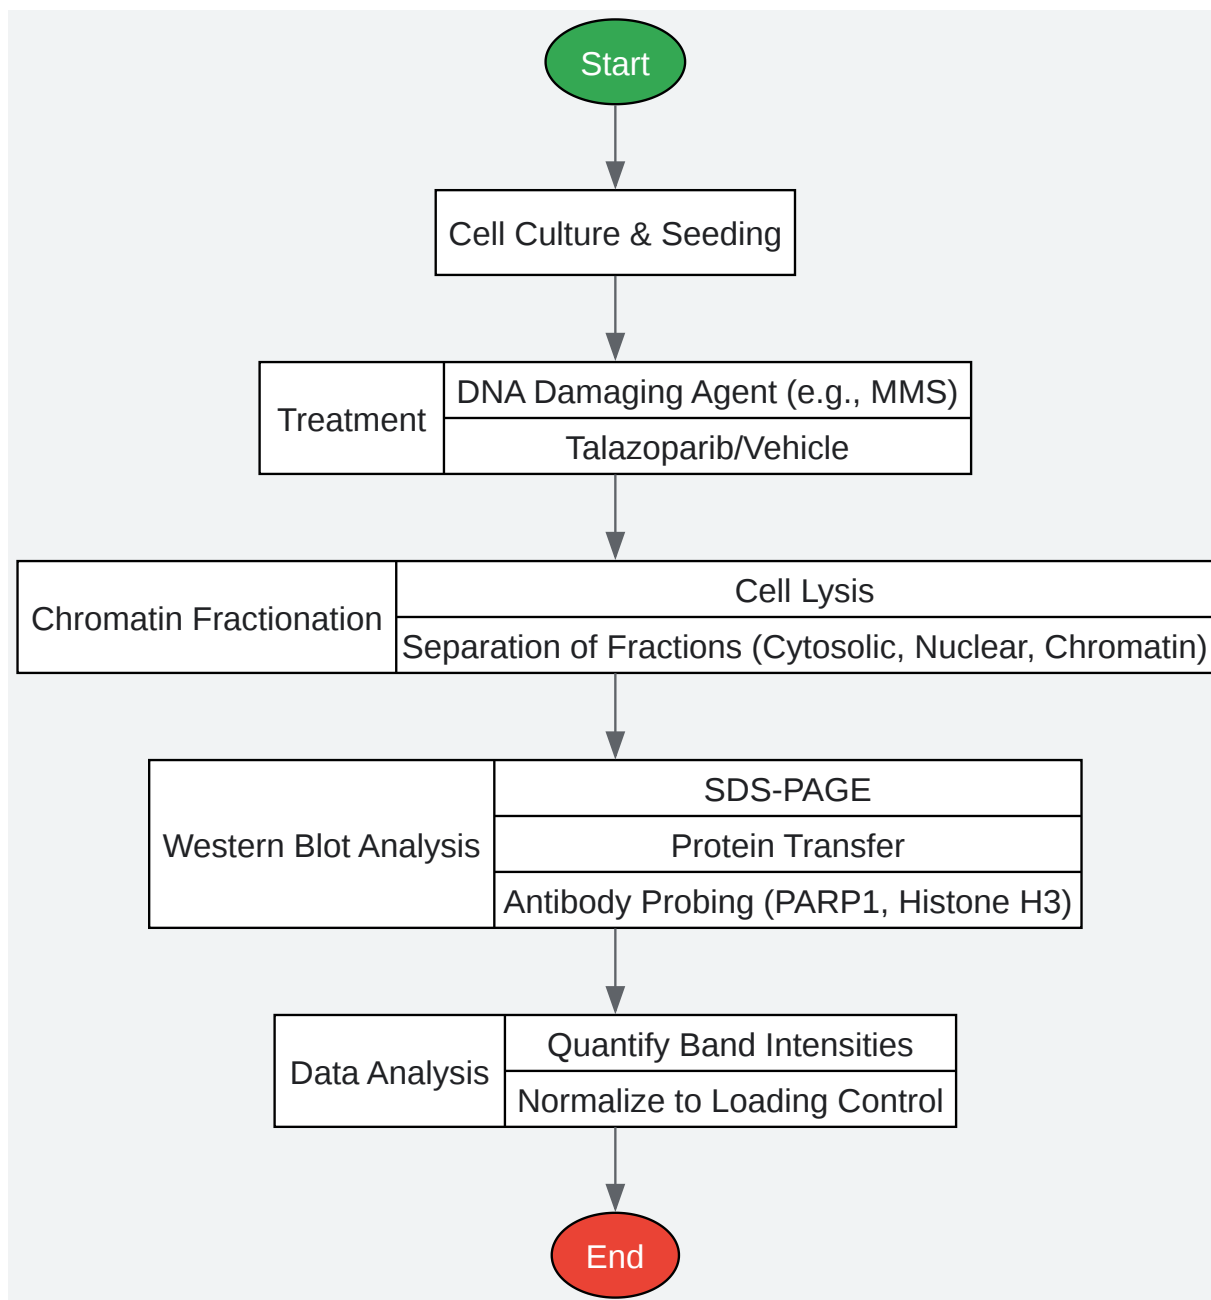 Start
Cell Culture & Seeding
Treatment
DNA Damaging Agent (e.g., MMS)
Talazoparib/Vehicle
Chromatin Fractionation
Cell Lysis
Separation of Fractions (Cytosolic, Nuclear, Chromatin)
Western Blot Analysis
SDS-PAGE
Protein Transfer
Antibody Probing (PARP1, Histone H3)
Data Analysis
Quantify Band Intensities
Normalize to Loading Control
End